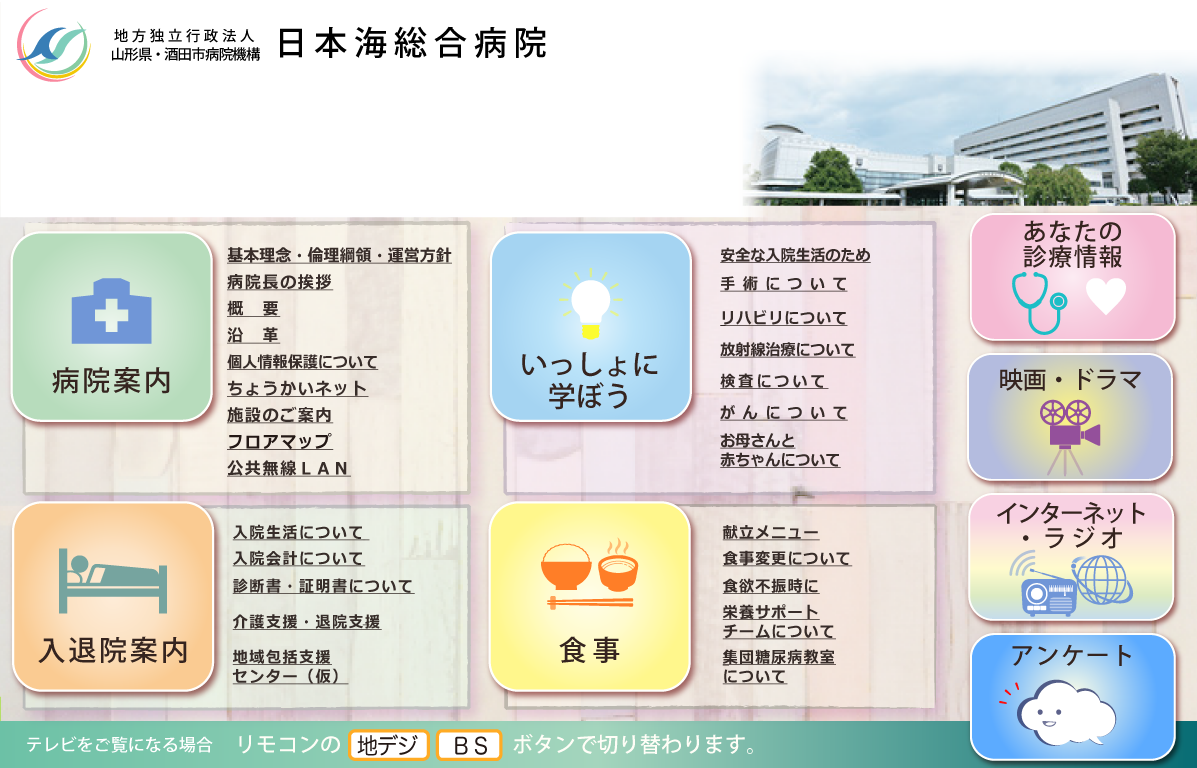 地方独立行政法人
山形県・酒田市病院機構
日本海総合病院
病院案内
基本理念・倫理綱領・運営方針
病院長の挨拶
概　要
沿　革
個人情報保護について
ちょうかいネット
施設のご案内
フロアマップ
公共無線ＬＡＮ
いっしょに
学ぼう
安全な入院生活のため
手術について
リハビリについて
放射線治療について
検査について
がんについて
お母さんと
赤ちゃんについて
あなたの
診療情報
映画・ドラマ
インターネット
・ラジオ
アンケート
入退院案内
入院生活について
入院会計について
診断書・証明書について
介護支援・退院支援
地域包括支援
センター（仮）
食事
献立メニュー
食事変更について
食欲不振時に
栄養サポート
チームについて
集団糖尿病教室
について
テレビをご覧になる場合　リモコンの 地デジ ＢＳ ボタンで切り替わります。